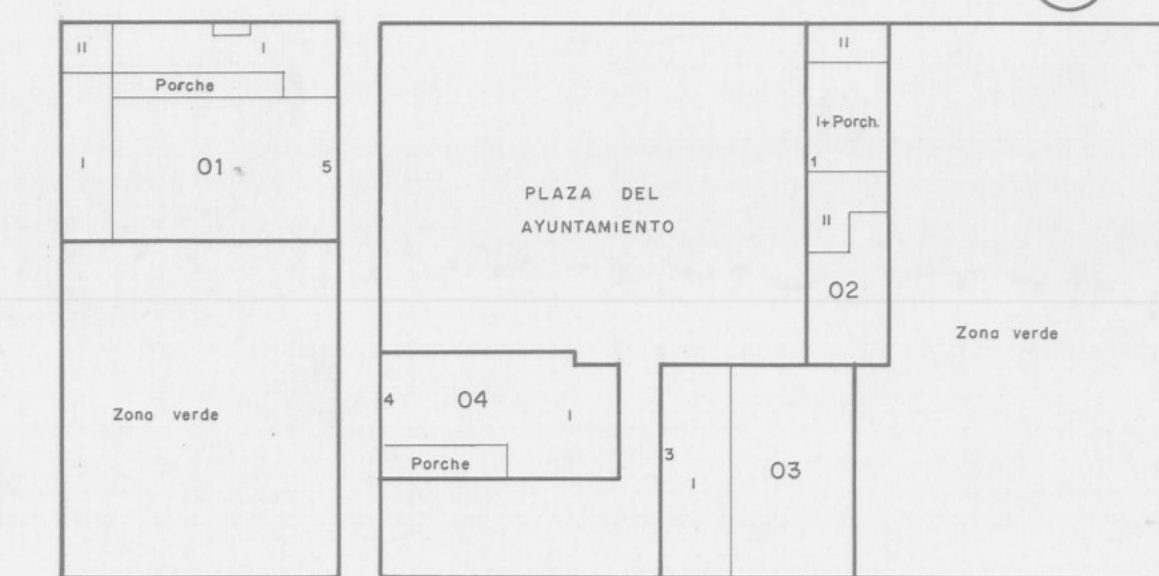 II
I
II
Porche
I+Porch.
I
01
5
1
PLAZA DEL
AYUNTAMIENTO
II
02
Zona verde
4
04
I
Zona verde
3
Porche
I
03